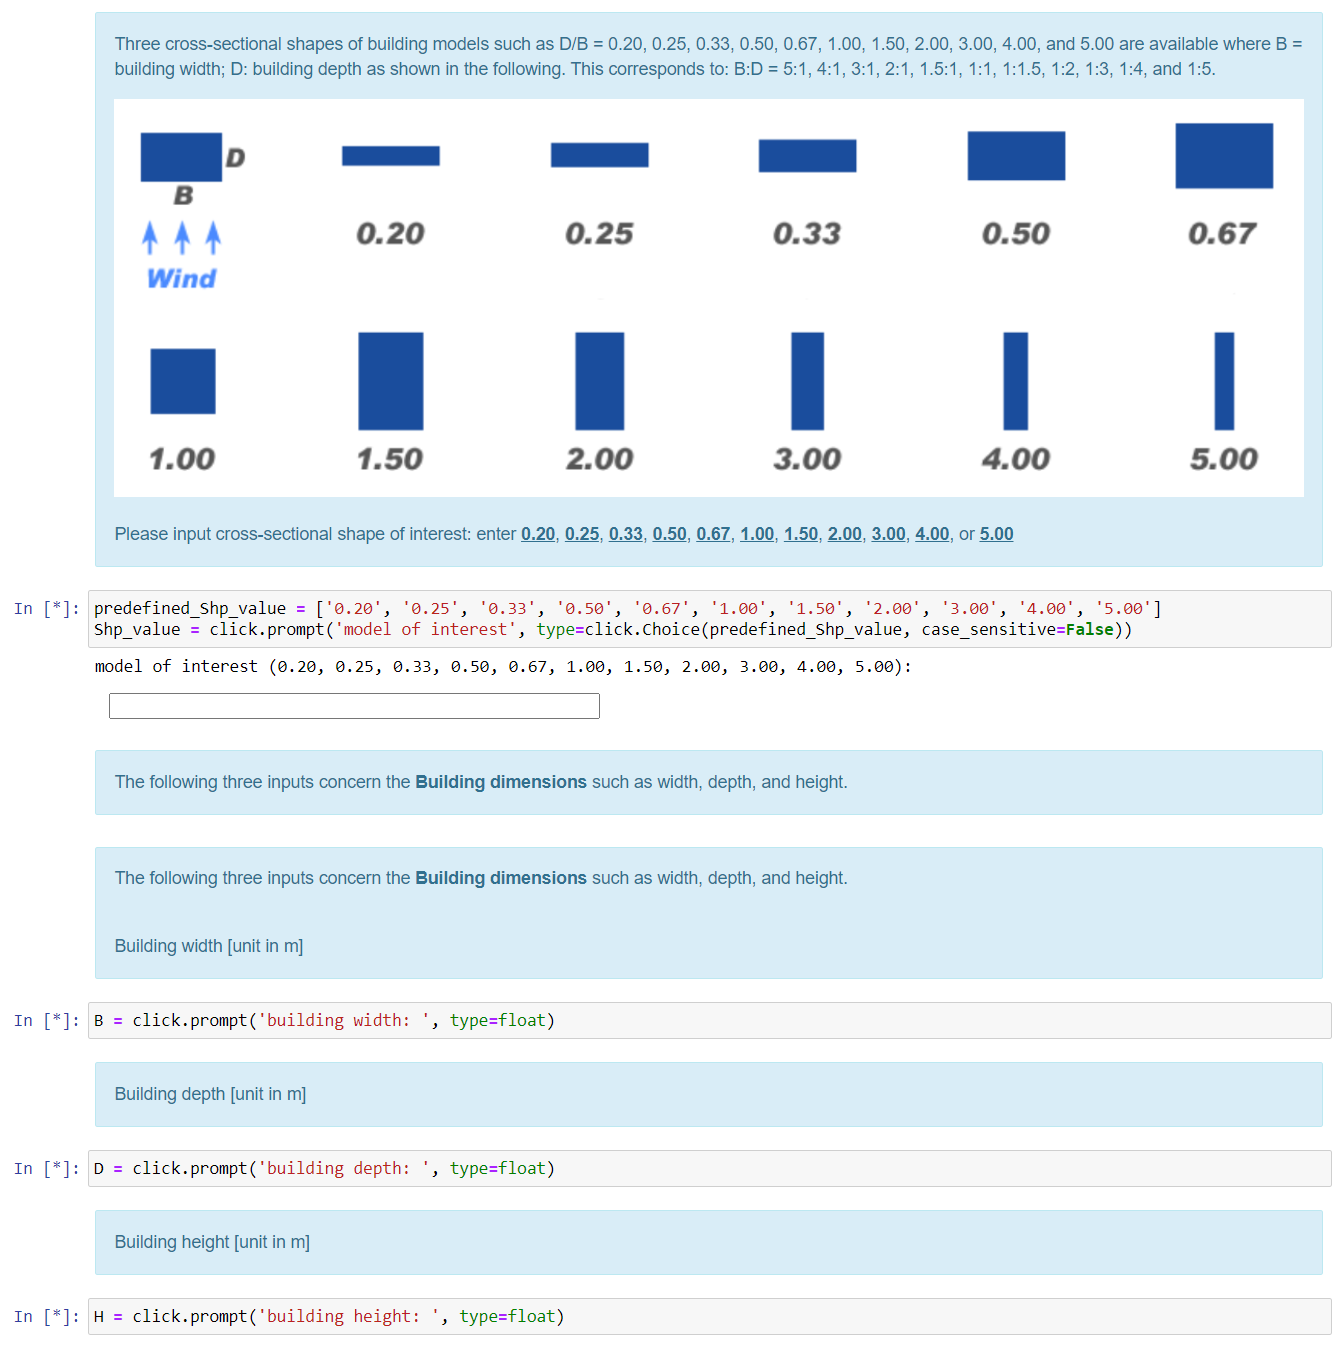 Three cross-sectional shapes of building models such as D/B = 0.20, 0.25, 0.33, 0.50, 0.67, 1.00, 1.50, 2.00, 3.00, 4.00, and 5.00 are available where B =
building width; D: building depth as shown in the following. This corresponds to: B:D = 5:1, 4:1, 3:1, 2:1, 1.5:1, 1:1, 1:1.5, 1:2, 1:3, 1:4, and 1:5.
D
B
Wind
0.20 0.25 0.33 0.50 0.67
1.00 1.50 2.00 3.00 4.00 5.00
Please input cross-sectional shape of interest: enter 0.20, 0.25, 0.33, 0.50, 0.67, 1.00, 1.50, 2.00, 3.00, 4.00, or 5.00
In [*]: predefined_Shp_value = ['0.20', '0.25', '0.33', '0.50', '0.67', '1.00', '1.50', '2.00', '3.00', '4.00', '5.00']
Shp_value = click.prompt('model of interest', type=click.Choice(predefined_Shp_value, case_sensitive=False))
model of interest (0.20, 0.25, 0.33, 0.50, 0.67, 1.00, 1.50, 2.00, 3.00, 4.00, 5.00):
The following three inputs concern the Building dimensions such as width, depth, and height.
The following three inputs concern the Building dimensions such as width, depth, and height.
Building width [unit in m]
In [*]: B = click.prompt('building width: ', type=float)
Building depth [unit in m]
In [*]: D = click.prompt('building depth: ', type=float)
Building height [unit in m]
In [*]: H = click.prompt('building height: ', type=float)